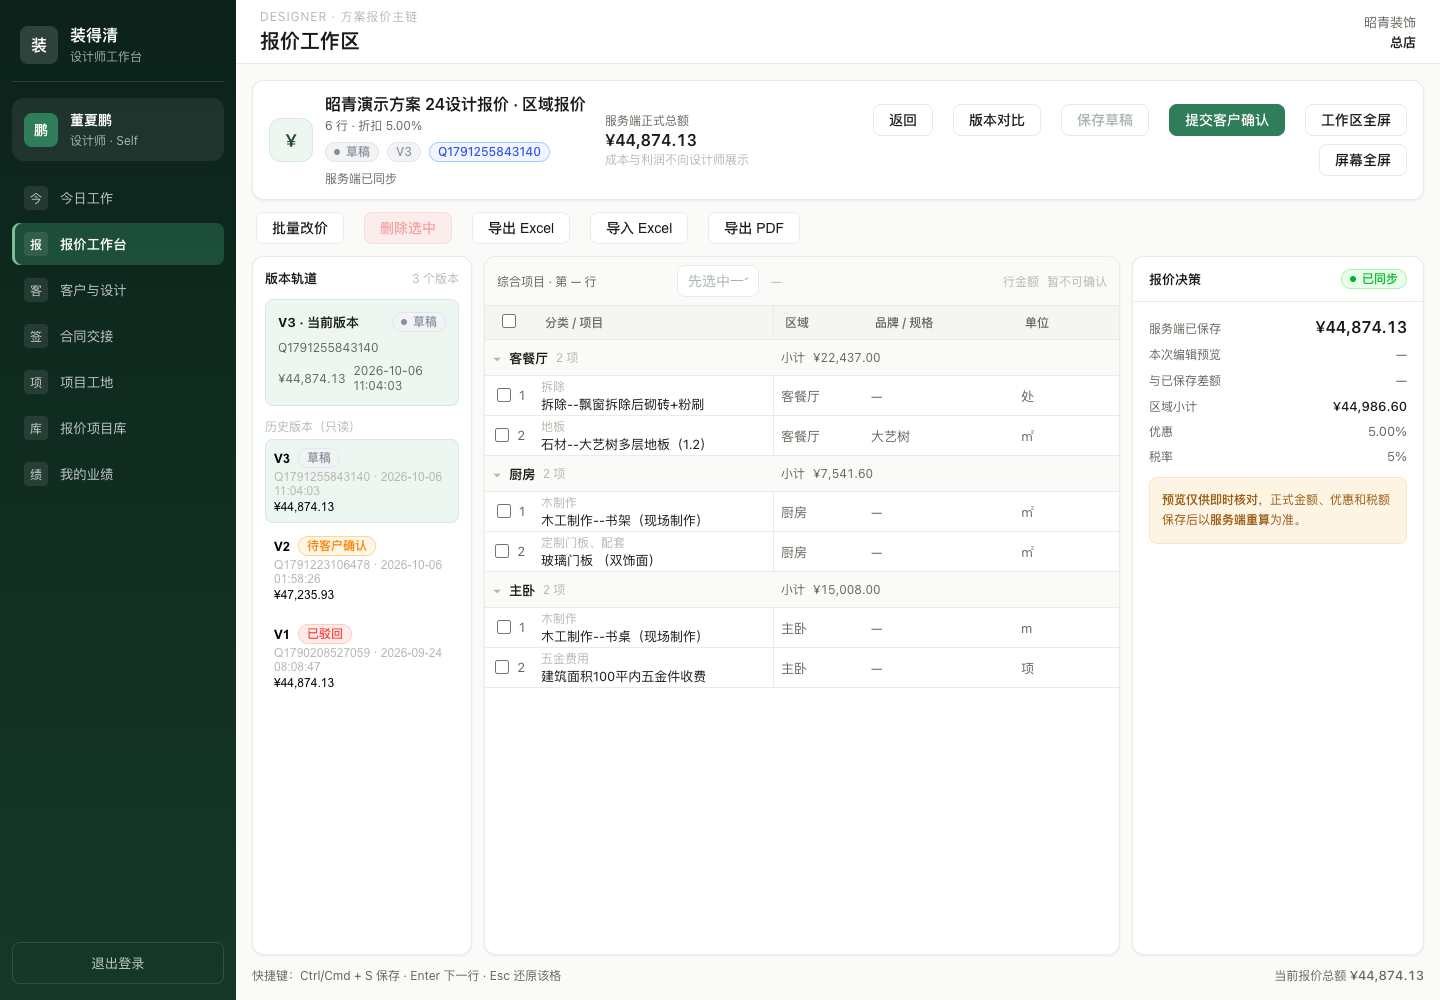 装
装得清
设计师工作台
鹏
董夏鹏
设计师 · Self
今 今日工作
报 报价工作台
客 客户与设计
签 合同交接
项 项目工地
库 报价项目库
绩 我的业绩
退出登录
DESIGNER · 方案报价主链
报价工作区
昭青装饰
总店
¥
昭青演示方案 24设计报价 · 区域报价
6 行 · 折扣 5.00%
草稿 V3 Q1791255843140
服务端已同步
服务端正式总额
¥44,874.13
成本与利润不向设计师展示
返回 版本对比 保存草稿 提交客户确认 工作区全屏
屏幕全屏
批量改价 删除选中 导出 Excel 导入 Excel 导出 PDF
版本轨道 3 个版本
V3 · 当前版本 草稿
Q1791255843140
¥44,874.13 2026-10-06
11:04:03
历史版本（只读）
V3 草稿
Q1791255843140 · 2026-10-06
11:04:03
¥44,874.13
V2 待客户确认
Q1791223106478 · 2026-10-06
01:58:26
¥47,235.93
V1 已驳回
Q1790208527059 · 2026-09-24
08:08:47
¥44,874.13
综合项目 · 第 — 行 先选中一 — 行金额 暂不可确认
分类 / 项目 区域 品牌 / 规格 单位
客餐厅 2 项 小计 ¥22,437.00
拆除
1 拆除--飘窗拆除后砌砖+粉刷 客餐厅 — 处
地板
2 石材--大艺树多层地板（1.2） 客餐厅 大艺树 ㎡
厨房 2 项 小计 ¥7,541.60
木制作
1 木工制作--书架（现场制作） 厨房 — ㎡
定制门板、配套
2 玻璃门板 （双饰面） 厨房 — ㎡
主卧 2 项 小计 ¥15,008.00
木制作
1 木工制作--书桌（现场制作） 主卧 — m
五金费用
2 建筑面积100平内五金件收费 主卧 — 项
报价决策 已同步
服务端已保存 ¥44,874.13
本次编辑预览 —
与已保存差额 —
区域小计 ¥44,986.60
优惠 5.00%
税率 5%
预览仅供即时核对，正式金额、优惠和税额
保存后以服务端重算为准。
快捷键：Ctrl/Cmd + S 保存 · Enter 下一行 · Esc 还原该格
当前报价总额 ¥44,874.13